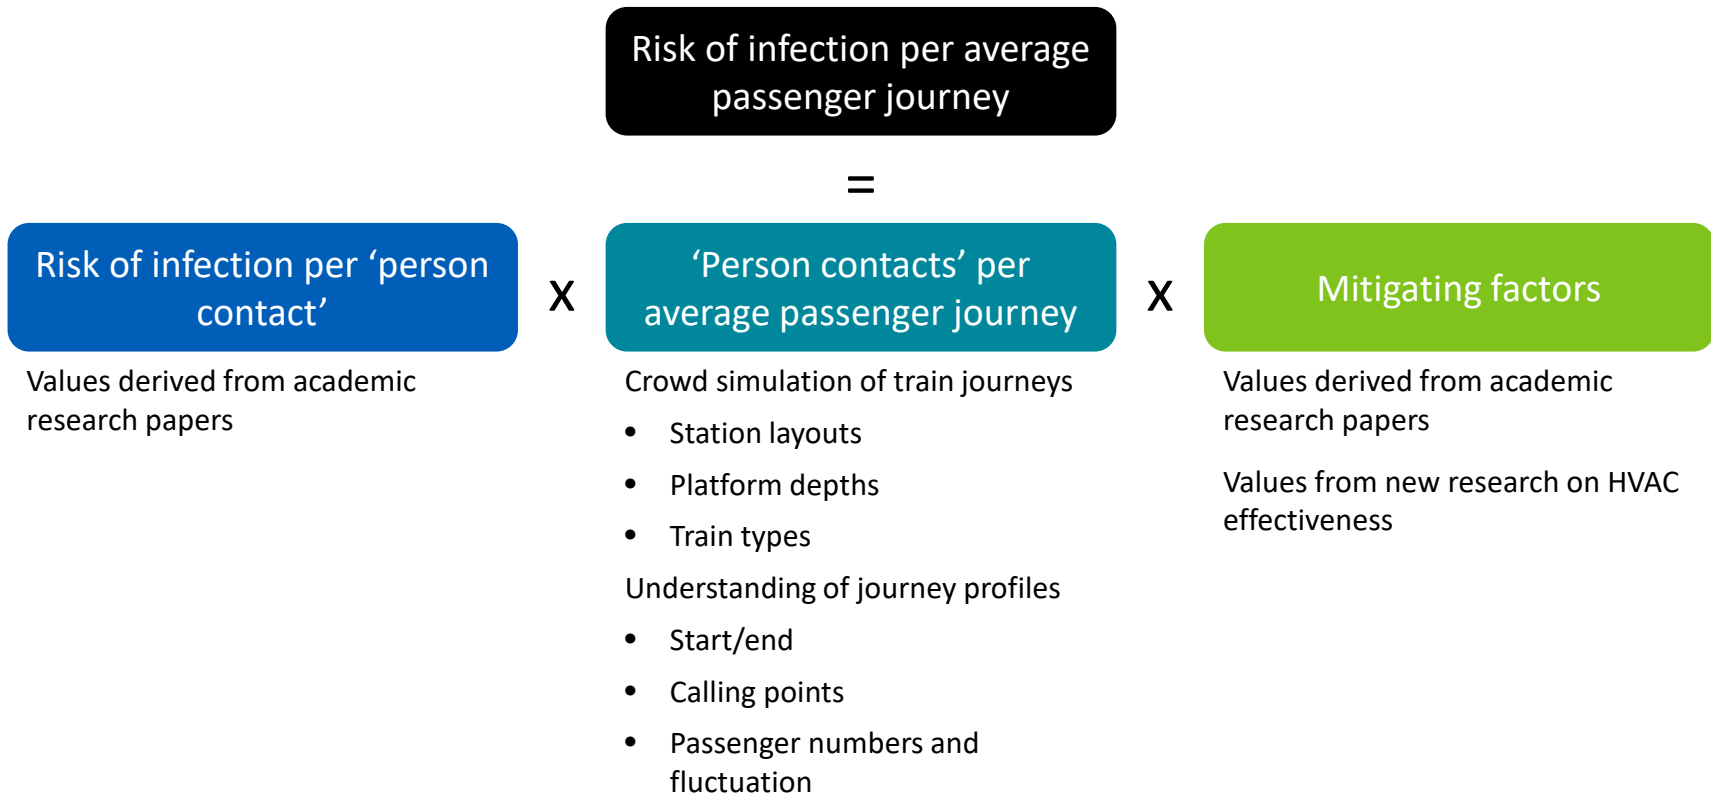 Risk of infection per average
passenger journey
=
Risk of infection per ‘person
contact’
x
‘Person contacts’ per
average passenger journey
x
Mitigating factors
Values derived from academic
research papers
Crowd simulation of train journeys
• Station layouts
• Platform depths
• Train types
Understanding of journey profiles
• Start/end
• Calling points
• Passenger numbers and
fluctuation
Values derived from academic
research papers
Values from new research on HVAC
effectiveness